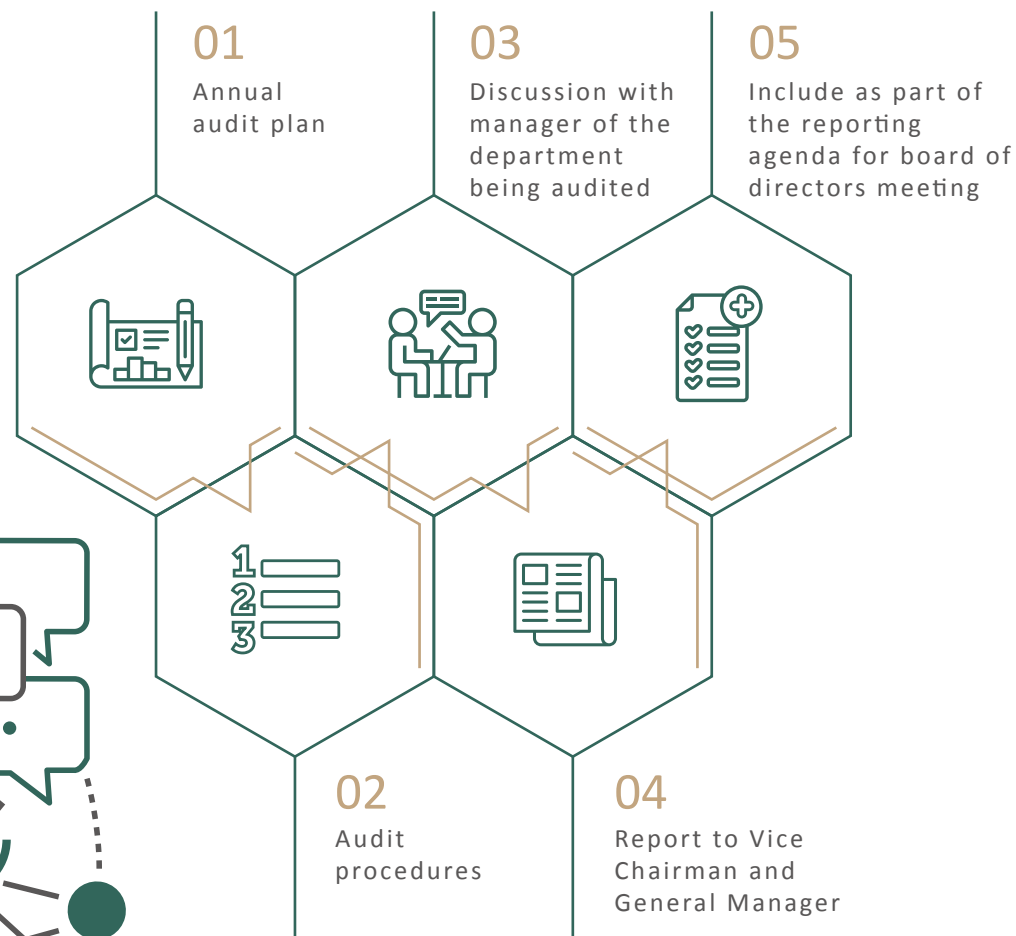 01
Annual
audit plan
03
Discussion with
manager of the
department
being audited
05
Include as part of
the reporting
agenda for board of
directors meeting
1
2
3
02
Audit
procedures
04
Report to Vice
Chairman and
General Manager